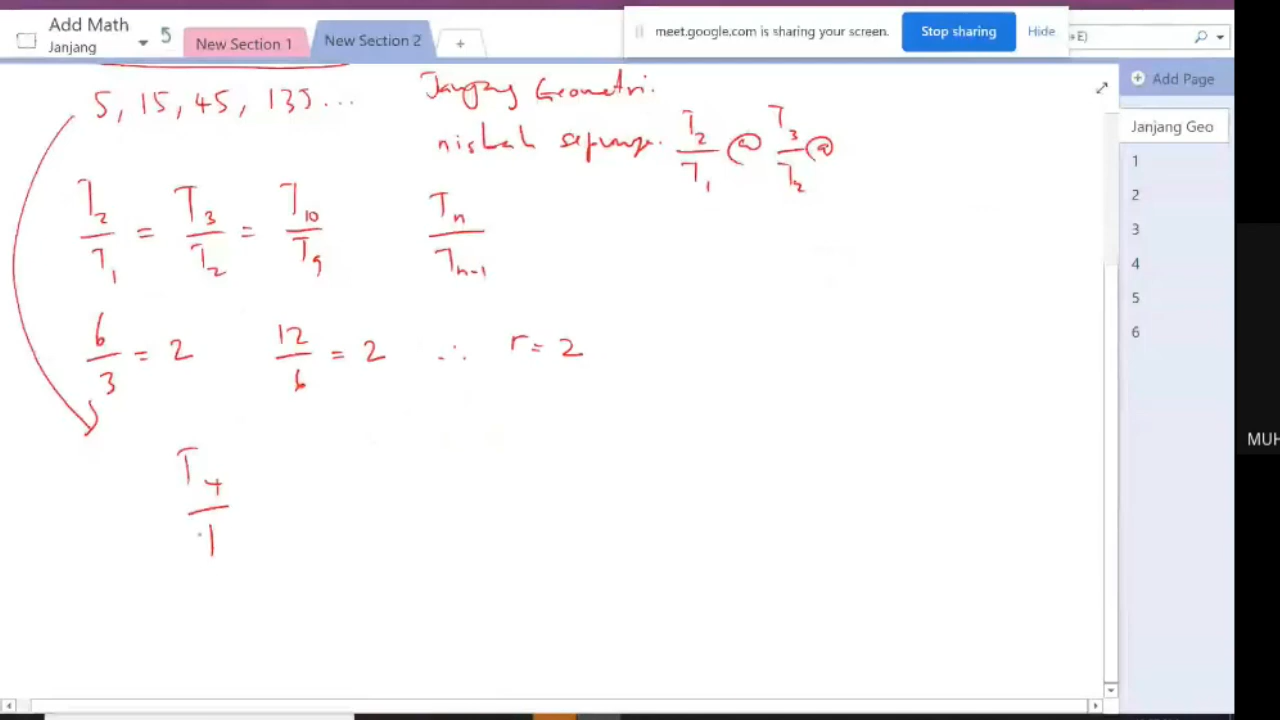 Add Math
Janjang
5
New Section 1
New Section 2
+
meet.google.com is sharing your screen.
Stop sharing
Hide
+E)
Add Page
Janjang Geo
1
2
3
4
5
6
MUH
5, 15, 45, 135 ...
Janjang Geometri.
nisbah sepunya. T₂/T₁ @ T₃/T₂ @
T₂/T₁ = T₃/T₂ = T₁₀/T₉ Tₙ/Tₙ₋₁
6/3 = 2 12/6 = 2 ∴ r = 2
T₄